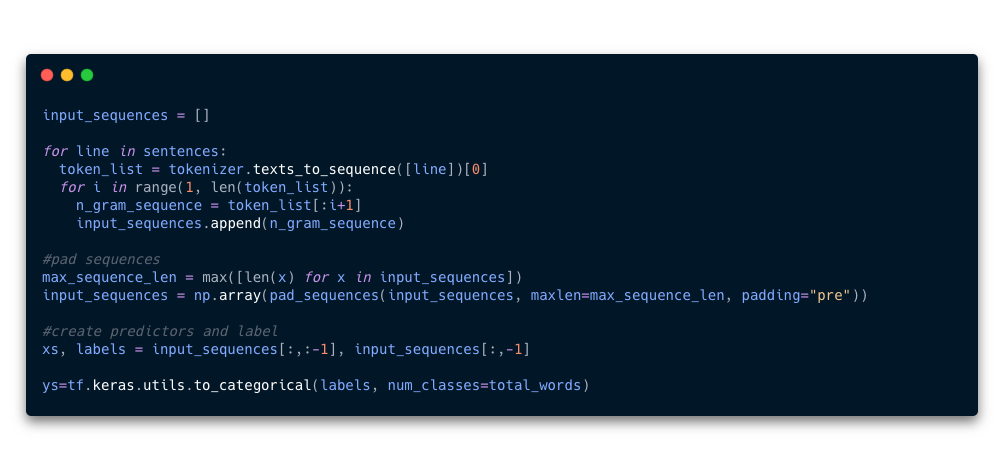 input_sequences = []

for line in sentences:
  token_list = tokenizer.texts_to_sequence([line])[0]
  for i in range(1, len(token_list)):
    n_gram_sequence = token_list[:i+1]
    input_sequences.append(n_gram_sequence)

#pad sequences
max_sequence_len = max([len(x) for x in input_sequences])
input_sequences = np.array(pad_sequences(input_sequences, maxlen=max_sequence_len, padding="pre"))

#create predictors and label
xs, labels = input_sequences[:,:-1], input_sequences[:,-1]

ys=tf.keras.utils.to_categorical(labels, num_classes=total_words)